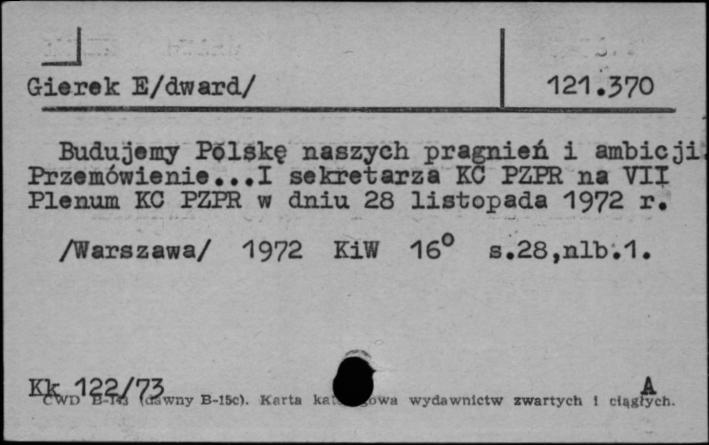 Gierek E/dward/ 121.370
Budujemy Polskę naszych pragnień i ambicji.
Przemówienie...I sekretarza KC PZPR na VII
Plenum KC PZPR w dniu 28 listopada 1972 r.
/Warszawa/ 1972 KiW 16° s.28,nlb.1.
Kk 122/73 A
CWD B-143 (dawny B-15c). Karta katalogowa wydawnictw zwartych i ciągłych.